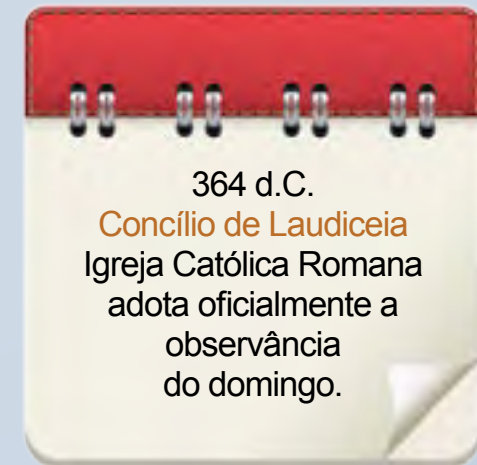 364 d.C.
Concílio de Laudiceia
Igreja Católica Romana
adota oficialmente a
observância
do domingo.